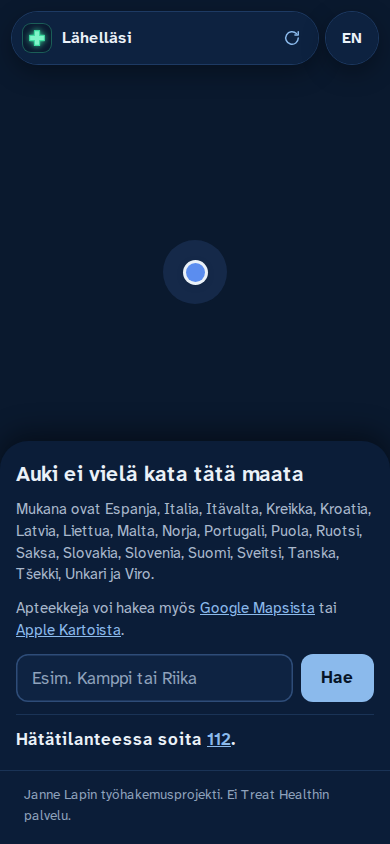 Lähelläsi
EN
Auki ei vielä kata tätä maata
Mukana ovat Espanja, Italia, Itävalta, Kreikka, Kroatia,
Latvia, Liettua, Malta, Norja, Portugali, Puola, Ruotsi,
Saksa, Slovakia, Slovenia, Suomi, Sveitsi, Tanska,
Tšekki, Unkari ja Viro.
Apteekkeja voi hakea myös Google Mapsista tai
Apple Kartoista.
Esim. Kamppi tai Riika
Hae
Hätätilanteessa soita 112.
Janne Lapin työhakemusprojekti. Ei Treat Healthin
palvelu.